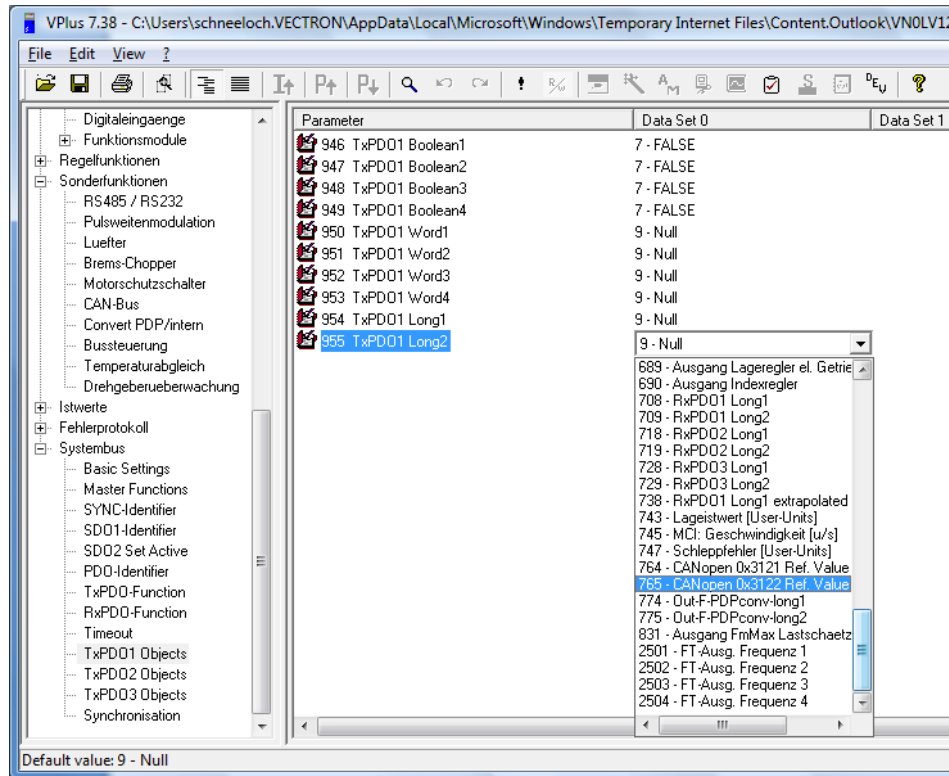 VPlus 7.38 - C:\Users\schneeloch.VECTRON\AppData\Local\Microsoft\Windows\Temporary Internet Files\Content.Outlook\VN0LV12
File Edit View ?
Digitaleingaenge
Funktionsmodule
Regelfunktionen
Sonderfunktionen
RS485 / RS232
Pulsweitenmodulation
Luefter
Brems-Chopper
Motorschutzschalter
CAN-Bus
Convert PDP/intern
Bussteuerung
Temperaturabgleich
Drehgeberueberwachung
Istwerte
Fehlerprotokoll
Systembus
Basic Settings
Master Functions
SYNC-Identifier
SDO1-Identifier
SDO2 Set Active
PDO-Identifier
TxPDO-Function
RxPDO-Function
Timeout
TxPDO1 Objects
TxPDO2 Objects
TxPDO3 Objects
Synchronisation
Parameter Data Set 0 Data Set 1
946 TxPDO1 Boolean1 7 - FALSE
947 TxPDO1 Boolean2 7 - FALSE
948 TxPDO1 Boolean3 7 - FALSE
949 TxPDO1 Boolean4 7 - FALSE
950 TxPDO1 Word1 9 - Null
951 TxPDO1 Word2 9 - Null
952 TxPDO1 Word3 9 - Null
953 TxPDO1 Word4 9 - Null
954 TxPDO1 Long1 9 - Null
955 TxPDO1 Long2 9 - Null
689 - Ausgang Lageregler el. Getrie
690 - Ausgang Indexregler
708 - RxPDO1 Long1
709 - RxPDO1 Long2
718 - RxPDO2 Long1
719 - RxPDO2 Long2
728 - RxPDO3 Long1
729 - RxPDO3 Long2
738 - RxPDO1 Long1 extrapolated
743 - Lageistwert [User-Units]
745 - MCI: Geschwindigkeit [u/s]
747 - Schleppfehler [User-Units]
764 - CANopen 0x3121 Ref. Value
765 - CANopen 0x3122 Ref. Value
774 - Out-F-PDPconv-long1
775 - Out-F-PDPconv-long2
831 - Ausgang FmMax Lastschaetz
2501 - FT-Ausg. Frequenz 1
2502 - FT-Ausg. Frequenz 2
2503 - FT-Ausg. Frequenz 3
2504 - FT-Ausg. Frequenz 4
Default value: 9 - Null